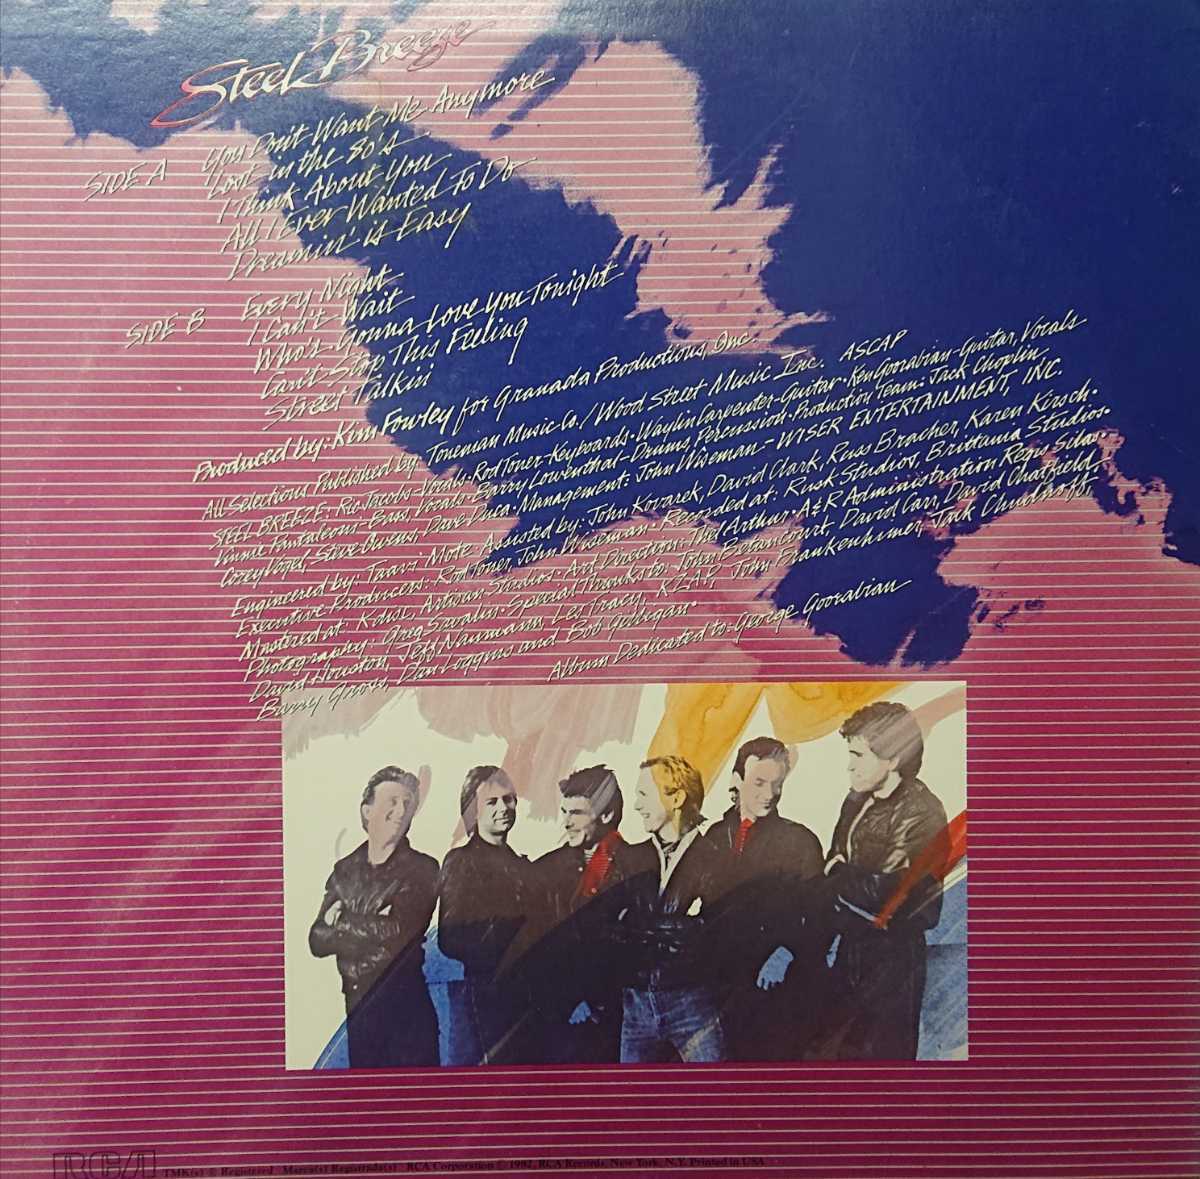 Steel Breeze
SIDE A
You Don't Want Me Anymore
Lost in the 80's
I Think About You
All I Ever Wanted To Do
Dreamin' is Easy
SIDE B
Every Night
I Can't Wait
Who's Gonna Love You Tonight
Can't Stop This Feeling
Street Talkin'
Produced by: Kim Fowley for Granada Productions, Inc.
All Selections Published by: Toneman Music Co./Wood Street Music Inc. ASCAP
STEEL BREEZE: Ric Jacobs-Vocals • Rod Toner-Keyboards • Waylin Carpenter-Guitar • Ken Goorabian-Guitar, Vocals
Vinnie Pantaleoni-Bass, Vocals • Barry Lowenthal-Drums, Percussion • Production Team: Jack Choplin,
Corey Vogel, Steve Owens, Dave Duca • Management: John Wiseman-WISER ENTERTAINMENT, INC.
Engineered by: Taavi Mote Assisted by: John Kovarek, David Clark, Russ Bracher, Karen Kirsch •
Executive Producers: Rod Toner, John Wiseman • Recorded at: Rusk Studios, Brittania Studios •
Mastered at: Artisan Studios • Art Direction: Thel Arthur • A&R Administration Regis Silas •
Photography: Greg Savalin • Special Thanks to: John Betancourt, David Carr, David Chatfield,
David Houston, Jeff Naumann, Les Tracy, KZAP, John Frankenhimer, Jack Chudnoff,
Barry Gross, Dan Loggins and Bob Gilligan •
Album Dedicated to: George Goorabian
RCA
TMK(s) ® Registered Marca(s) Registrada(s) RCA Corporation © 1982, RCA Records, New York, N.Y. Printed in USA